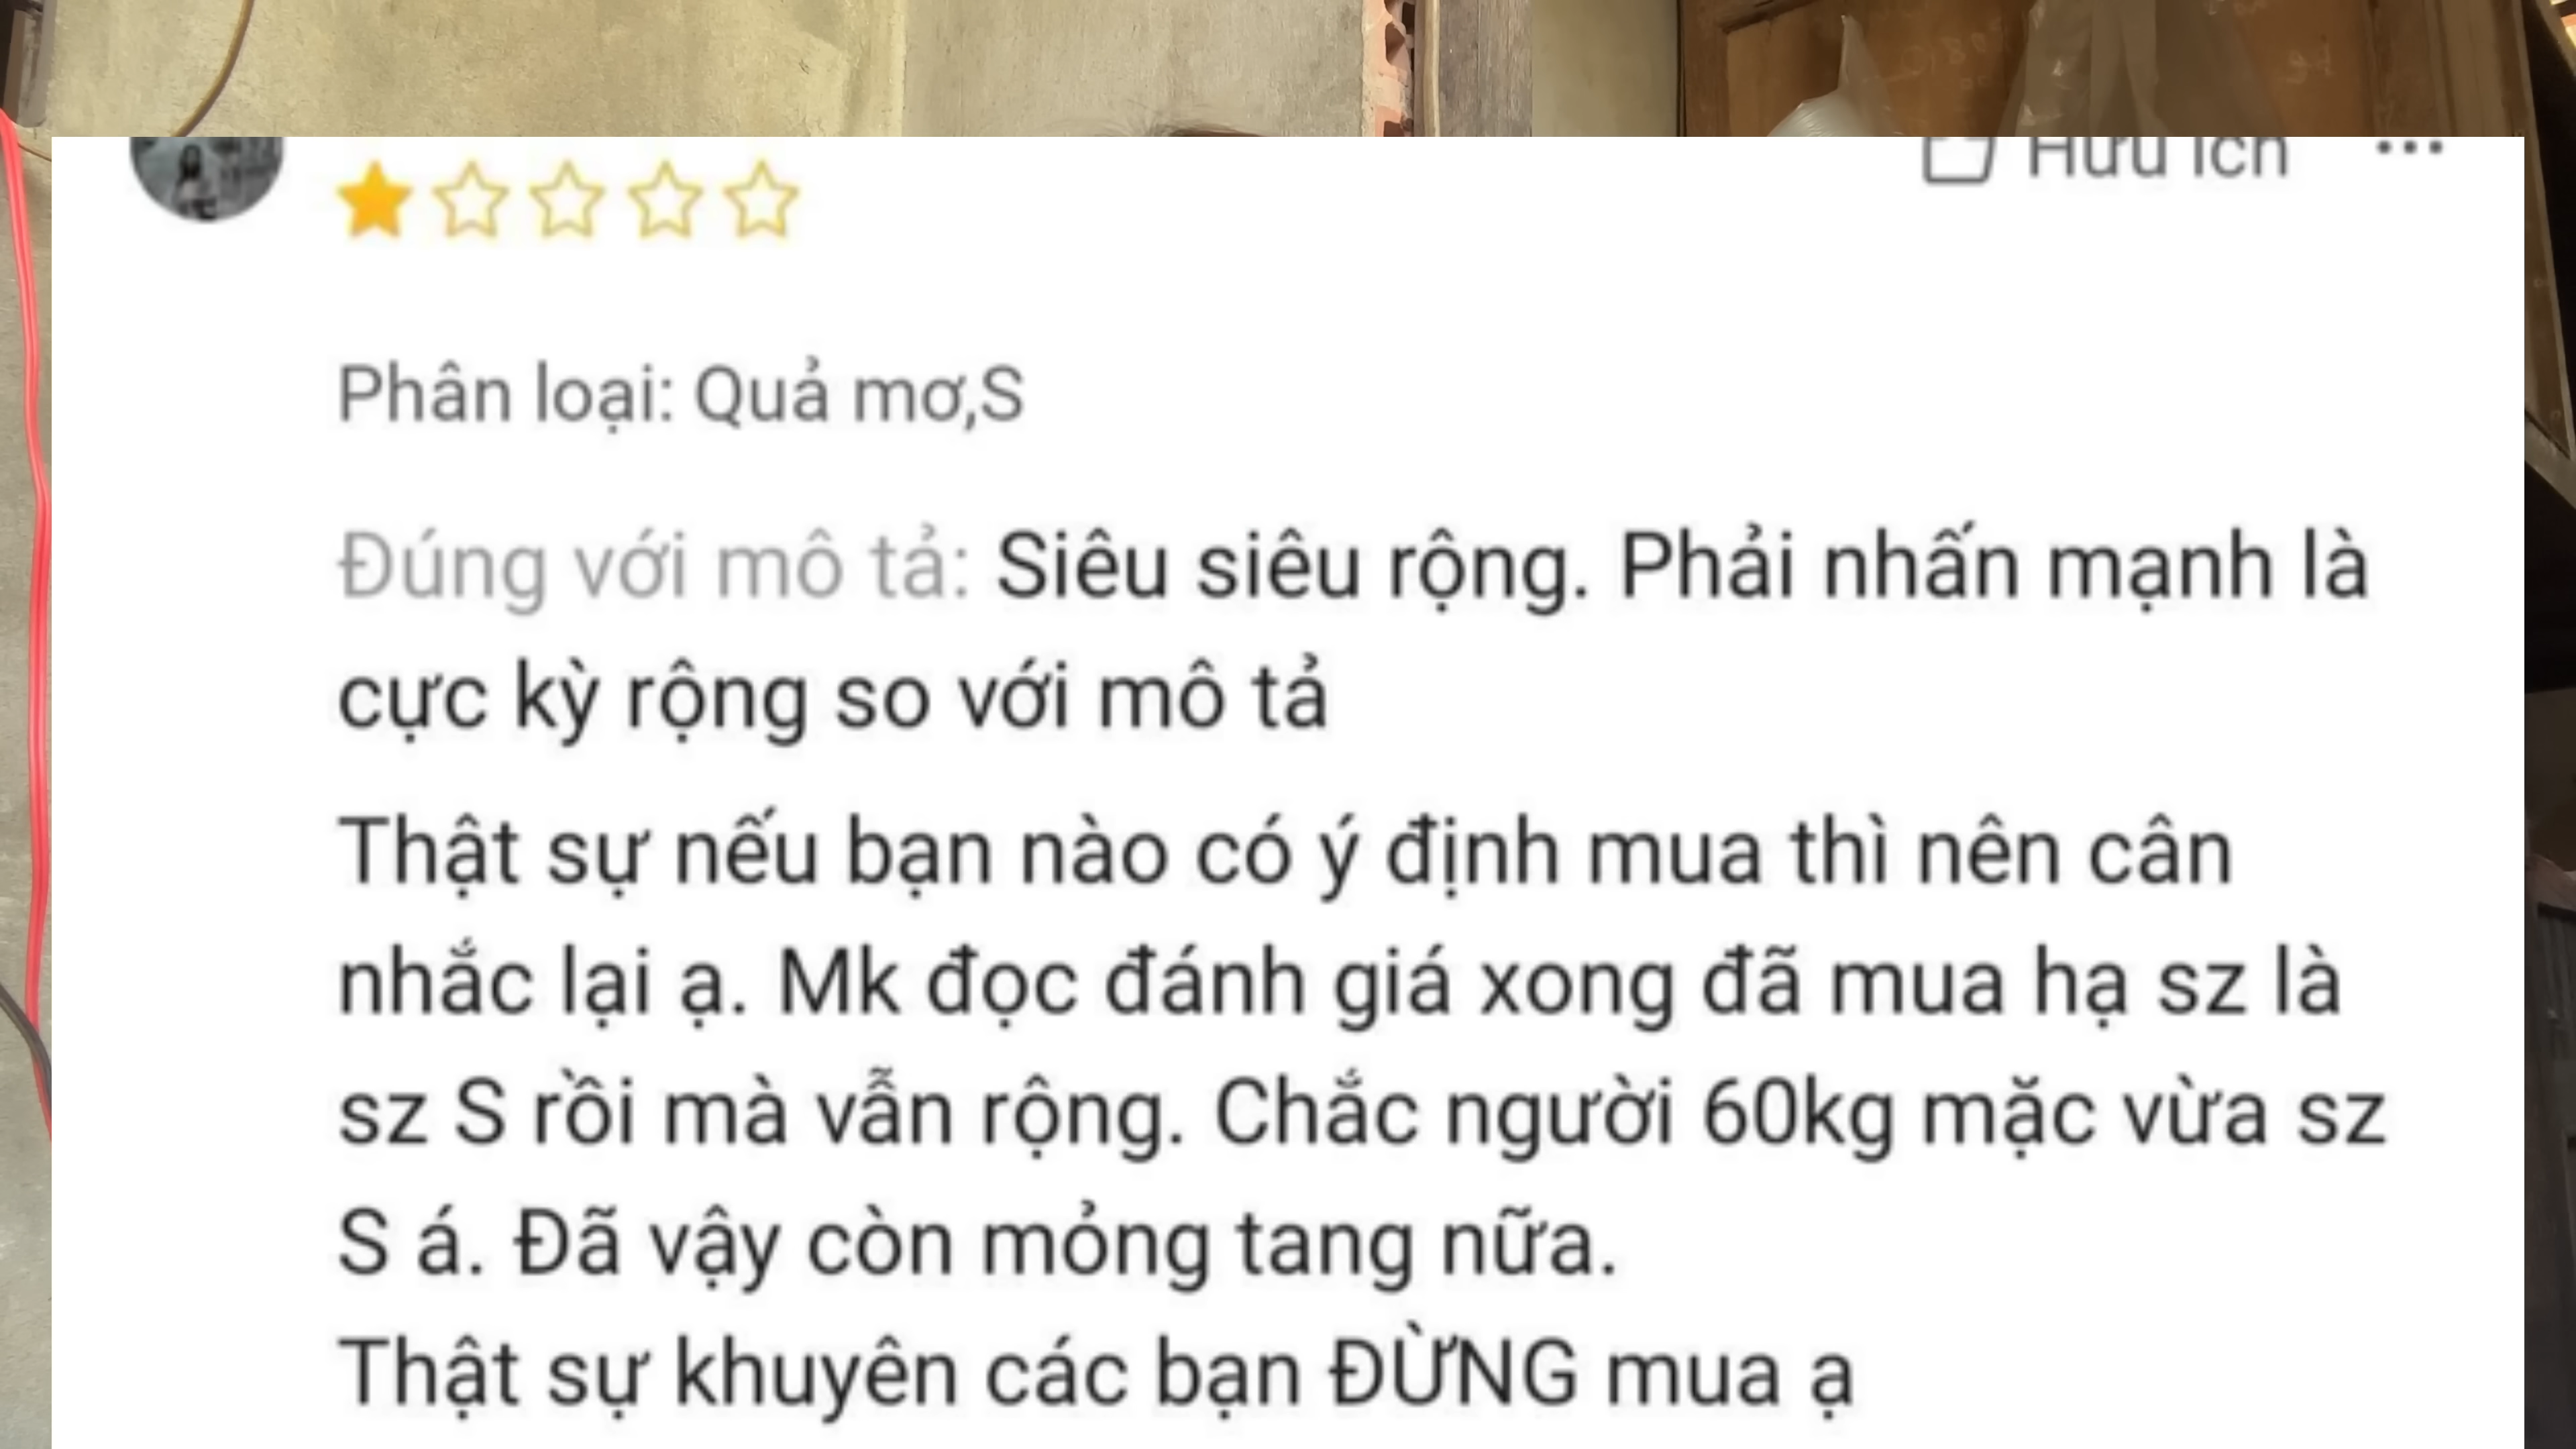 Hữu ích
Phân loại: Quả mơ,S
Đúng với mô tả: Siêu siêu rộng. Phải nhấn mạnh là
cực kỳ rộng so với mô tả
Thật sự nếu bạn nào có ý định mua thì nên cân
nhắc lại ạ. Mk đọc đánh giá xong đã mua hạ sz là
sz S rồi mà vẫn rộng. Chắc người 60kg mặc vừa sz
S á. Đã vậy còn mỏng tang nữa.
Thật sự khuyên các bạn ĐỪNG mua ạ